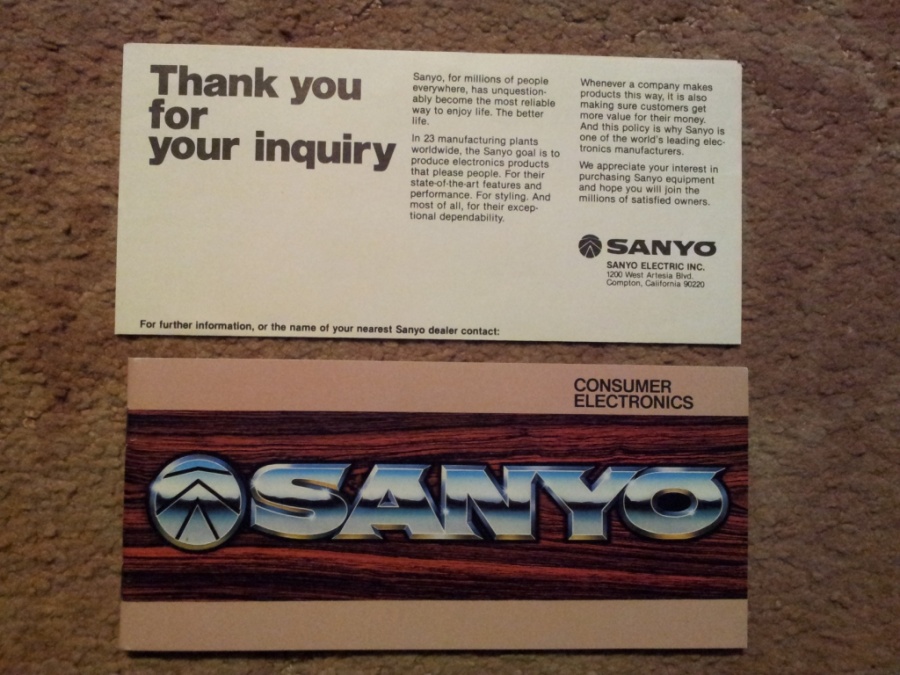 Thank you
for
your inquiry
Sanyo, for millions of people
everywhere, has unquestion-
ably become the most reliable
way to enjoy life. The better
life.
In 23 manufacturing plants
worldwide, the Sanyo goal is to
produce electronics products
that please people. For their
state-of-the-art features and
performance. For styling. And
most of all, for their excep-
tional dependability.
Whenever a company makes
products this way, it is also
making sure customers get
more value for their money.
And this policy is why Sanyo is
one of the world's leading elec-
tronics manufacturers.
We appreciate your interest in
purchasing Sanyo equipment
and hope you will join the
millions of satisfied owners.
SANYO
SANYO ELECTRIC INC.
1200 West Artesia Blvd.
Compton, California 90220
For further information, or the name of your nearest Sanyo dealer contact:
CONSUMER
ELECTRONICS
SANYO